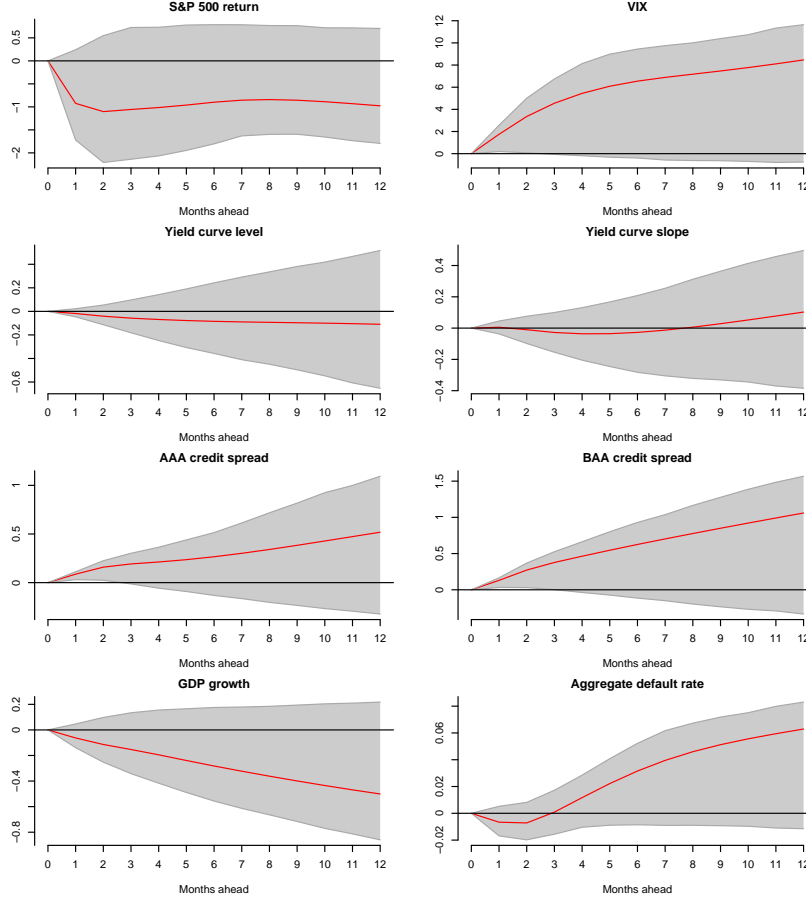 S&P 500 return
0.5
0
−1
−2
0 1 2 3 4 5 6 7 8 9 10 11 12
Months ahead
VIX
12
10
8
6
4
2
0
0 1 2 3 4 5 6 7 8 9 10 11 12
Months ahead
Yield curve level
0.2
0
−0.2
−0.6
0 1 2 3 4 5 6 7 8 9 10 11 12
Months ahead
Yield curve slope
0.4
0.2
0
−0.2
−0.4
0 1 2 3 4 5 6 7 8 9 10 11 12
Months ahead
AAA credit spread
1
0.5
0
0 1 2 3 4 5 6 7 8 9 10 11 12
Months ahead
BAA credit spread
1.5
1
0.5
0
0 1 2 3 4 5 6 7 8 9 10 11 12
Months ahead
GDP growth
0.2
0
−0.4
−0.8
0 1 2 3 4 5 6 7 8 9 10 11 12
Months ahead
Aggregate default rate
0.06
0.02
0
−0.02
0 1 2 3 4 5 6 7 8 9 10 11 12
Months ahead